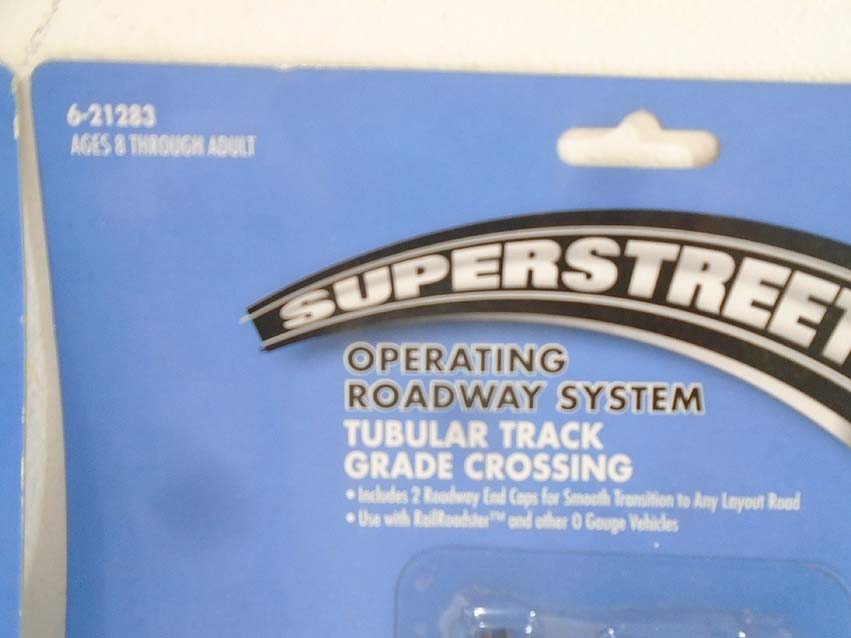 6-21283
AGES 8 THROUGH ADULT
SUPERSTREET
OPERATING
ROADWAY SYSTEM
TUBULAR TRACK
GRADE CROSSING
• Includes 2 Roadway End Caps for Smooth Transition to Any Layout Road
• Use with RailRoadster™ and other O Gauge Vehicles